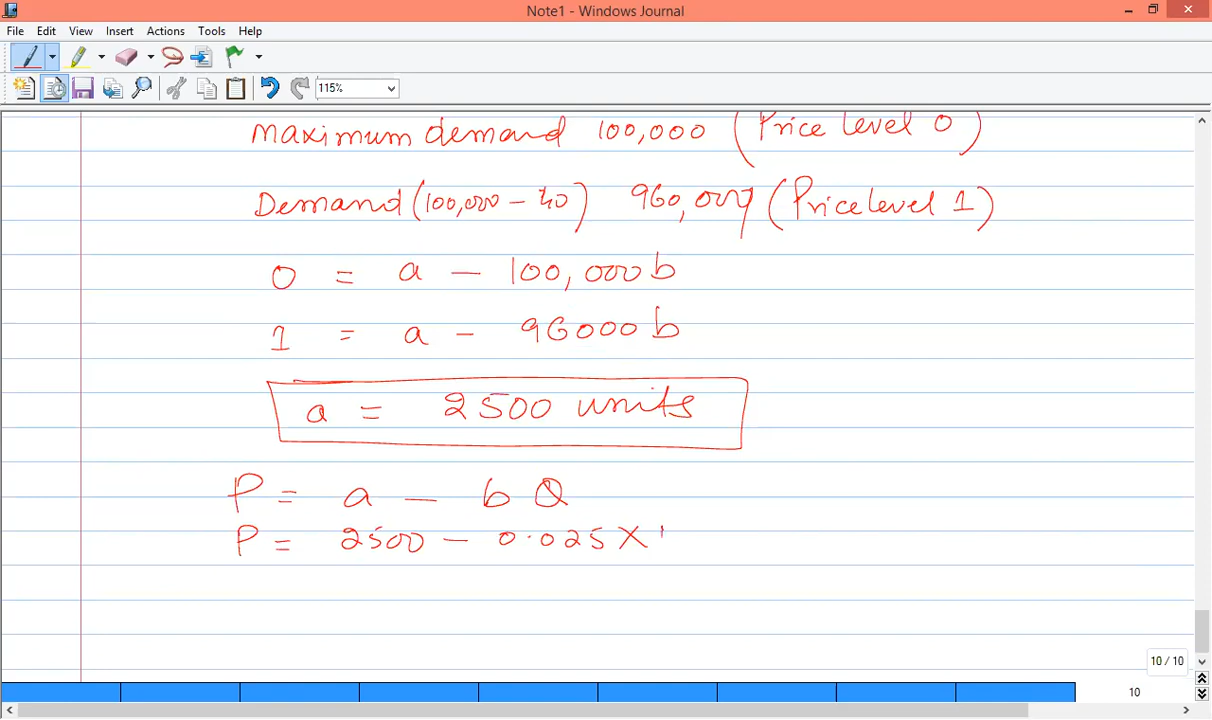 Note1 - Windows Journal
File Edit View Insert Actions Tools Help
115%
Maximum demand 100,000 (Price level 0)
Demand (100,000 - 40) 960,00 (Price level 1)
0 = a - 100,000 b
1 = a - 96000 b
a = 2500 units
P = a - b Q
P = 2500 - 0.025 X
10 / 10
10